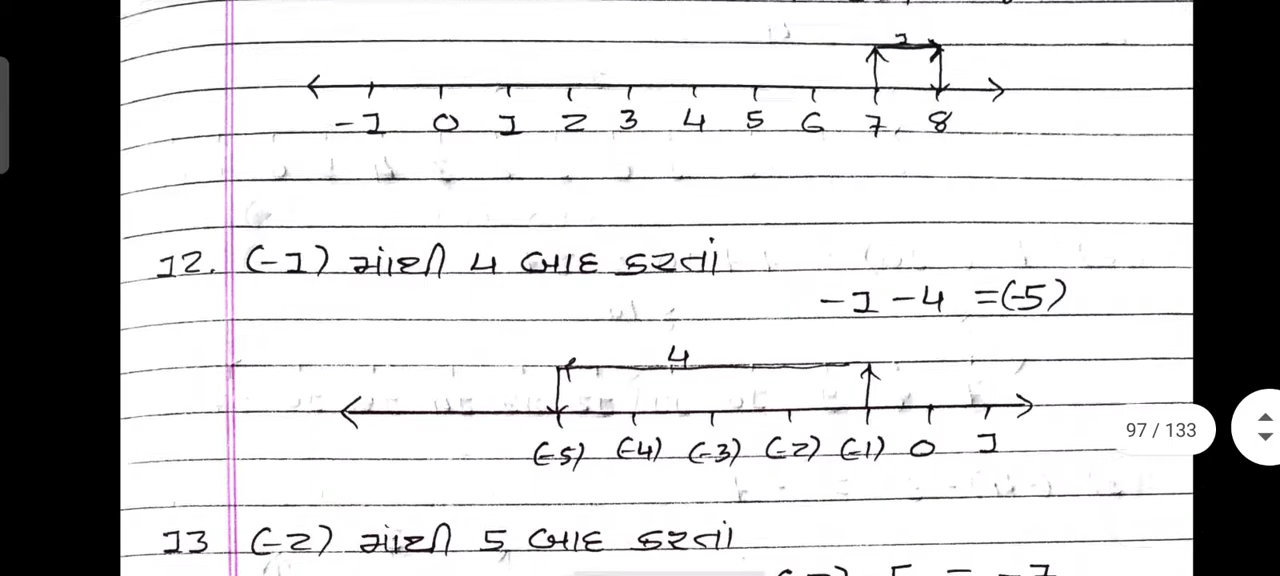 1
-1 0 1 2 3 4 5 6 7 8
12. (-1) માંથી 4 બાદ કરતાં
-1 -4 =(-5)
4
(-5) (-4) (-3) (-2) (-1) 0 1
97 / 133
13 (-2) માંથી 5 બાદ કરતાં